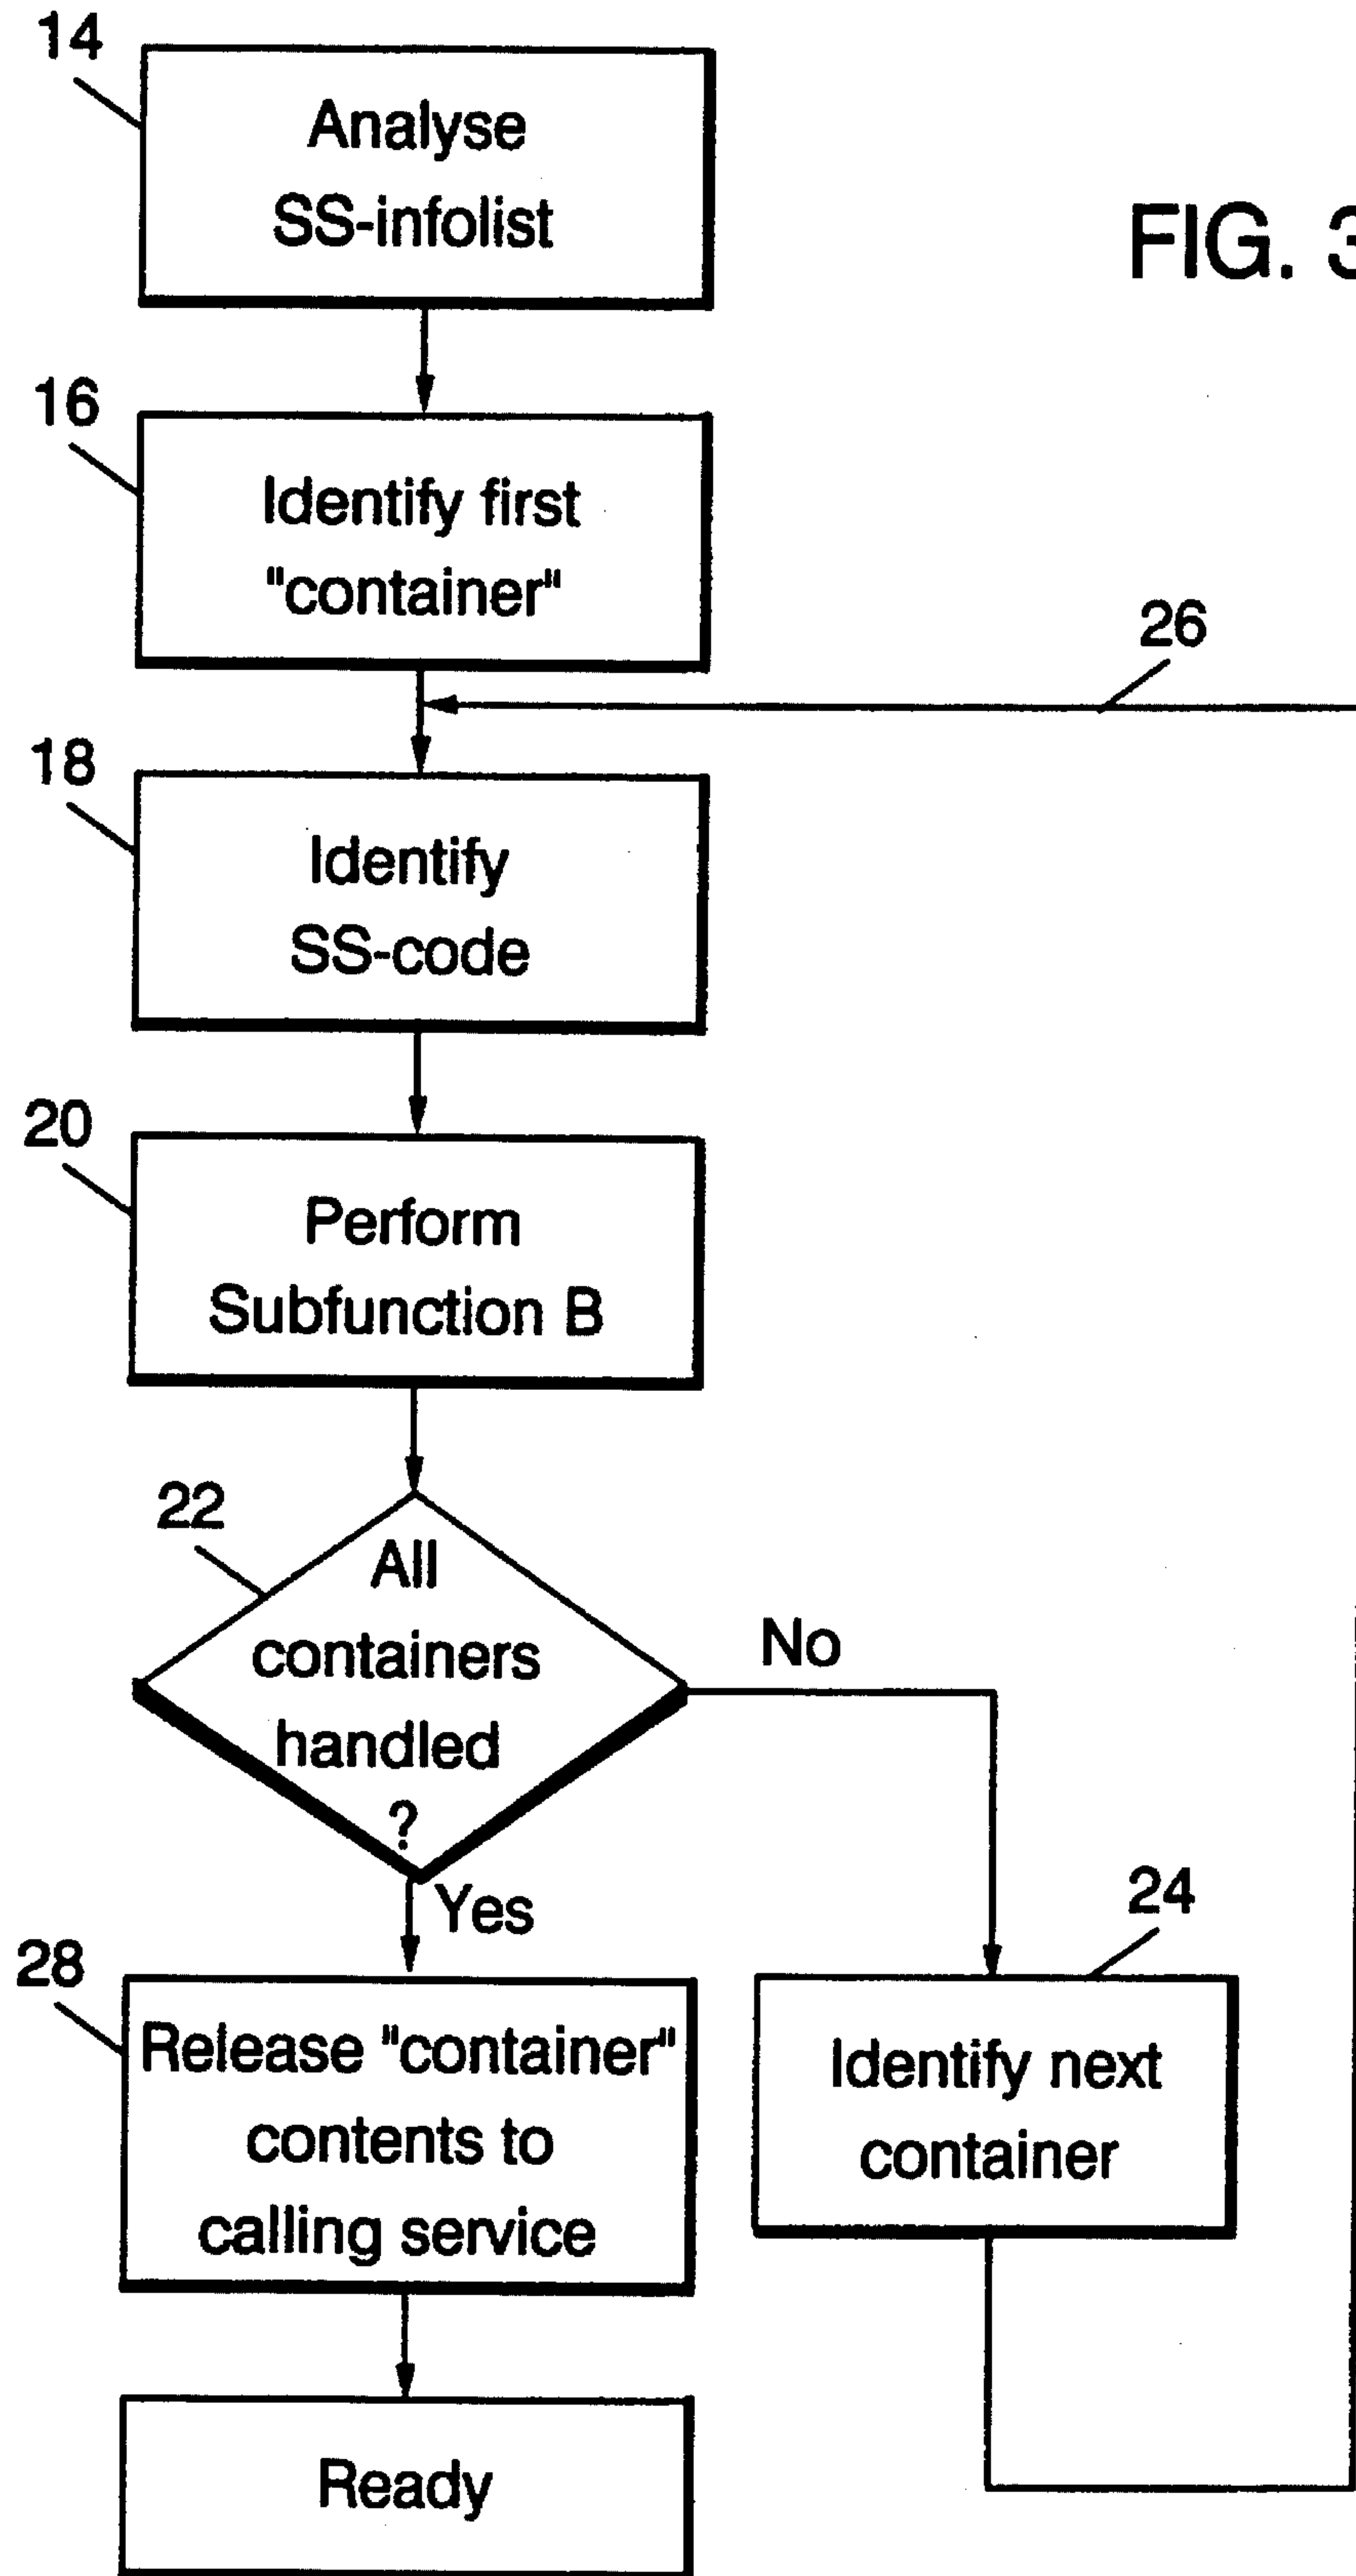 14
Analyse
SS-infolist
FIG. 3
16
Identify first
"container"
26
18
Identify
SS-code
20
Perform
Subfunction B
22
All
containers
handled
?
No
Yes
24
28
Release "container"
contents to
calling service
Identify next
container
Ready